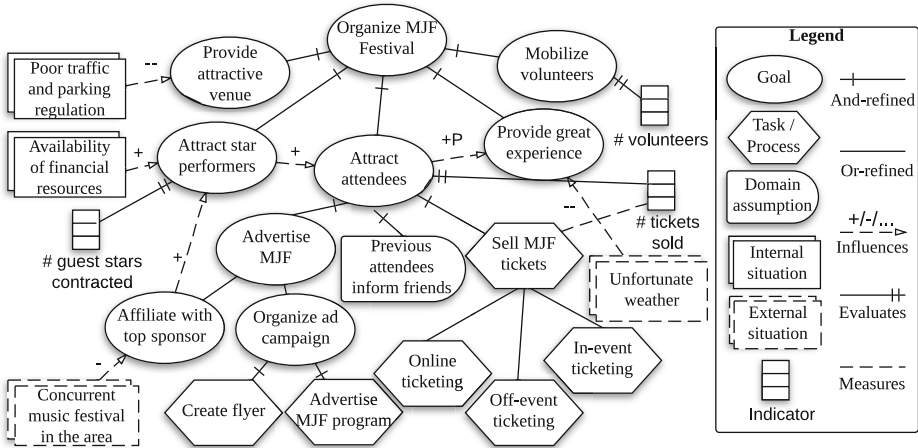 Organize MJF
Festival
Provide
attractive
venue
Mobilize
volunteers
--
Poor traffic
and parking
regulation
# volunteers
Availability
of financial
resources
+
Attract star
performers
+
Attract
attendees
+P
Provide great
experience
--
# tickets
sold
# guest stars
contracted
+
Advertise
MJF
Previous
attendees
inform friends
Sell MJF
tickets
Unfortunate
weather
Affiliate with
top sponsor
Organize ad
campaign
-
Concurrent
music festival
in the area
Create flyer
Advertise
MJF program
Online
ticketing
Off-event
ticketing
In-event
ticketing
Legend
Goal
And-refined
Task /
Process
Or-refined
Domain
assumption
+/-/...
Influences
Internal
situation
Evaluates
External
situation
Measures
Indicator